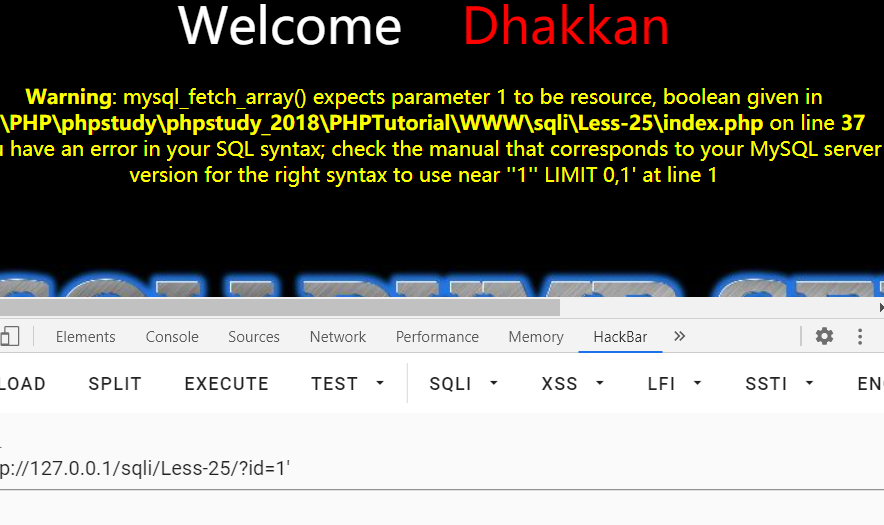 Welcome Dhakkan
Warning: mysql_fetch_array() expects parameter 1 to be resource, boolean given in
\PHP\phpstudy\phpstudy_2018\PHPTutorial\WWW\sqli\Less-25\index.php on line 37
have an error in your SQL syntax; check the manual that corresponds to your MySQL server
version for the right syntax to use near ''1'' LIMIT 0,1' at line 1
Elements Console Sources Network Performance Memory HackBar »
LOAD SPLIT EXECUTE TEST SQLI XSS LFI SSTI
p://127.0.0.1/sqli/Less-25/?id=1'